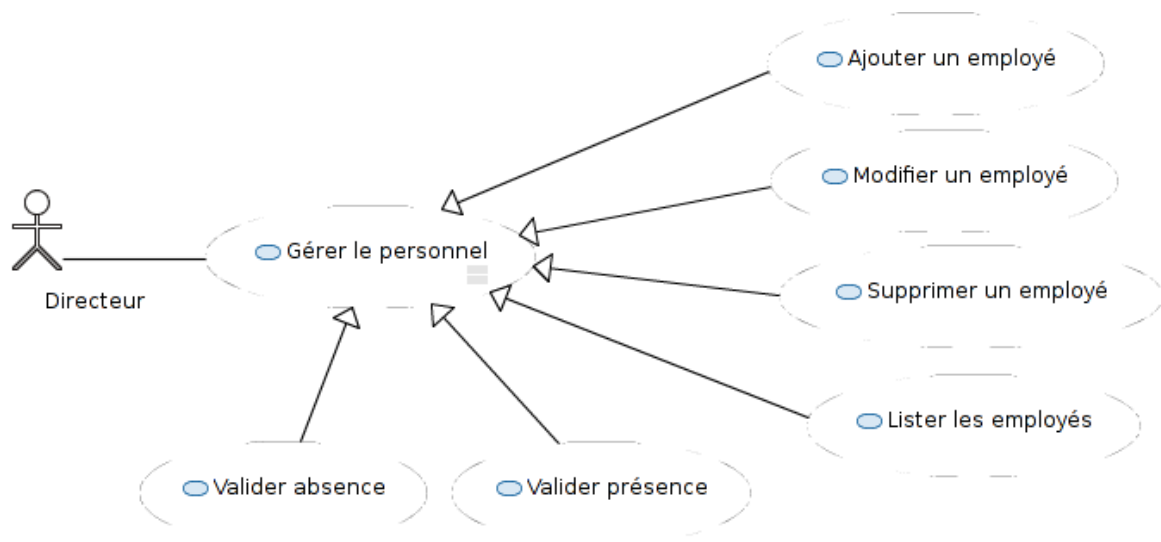 Ajouter un employé
Modifier un employé
Gérer le personnel
Supprimer un employé
Directeur
Lister les employés
Valider absence
Valider présence